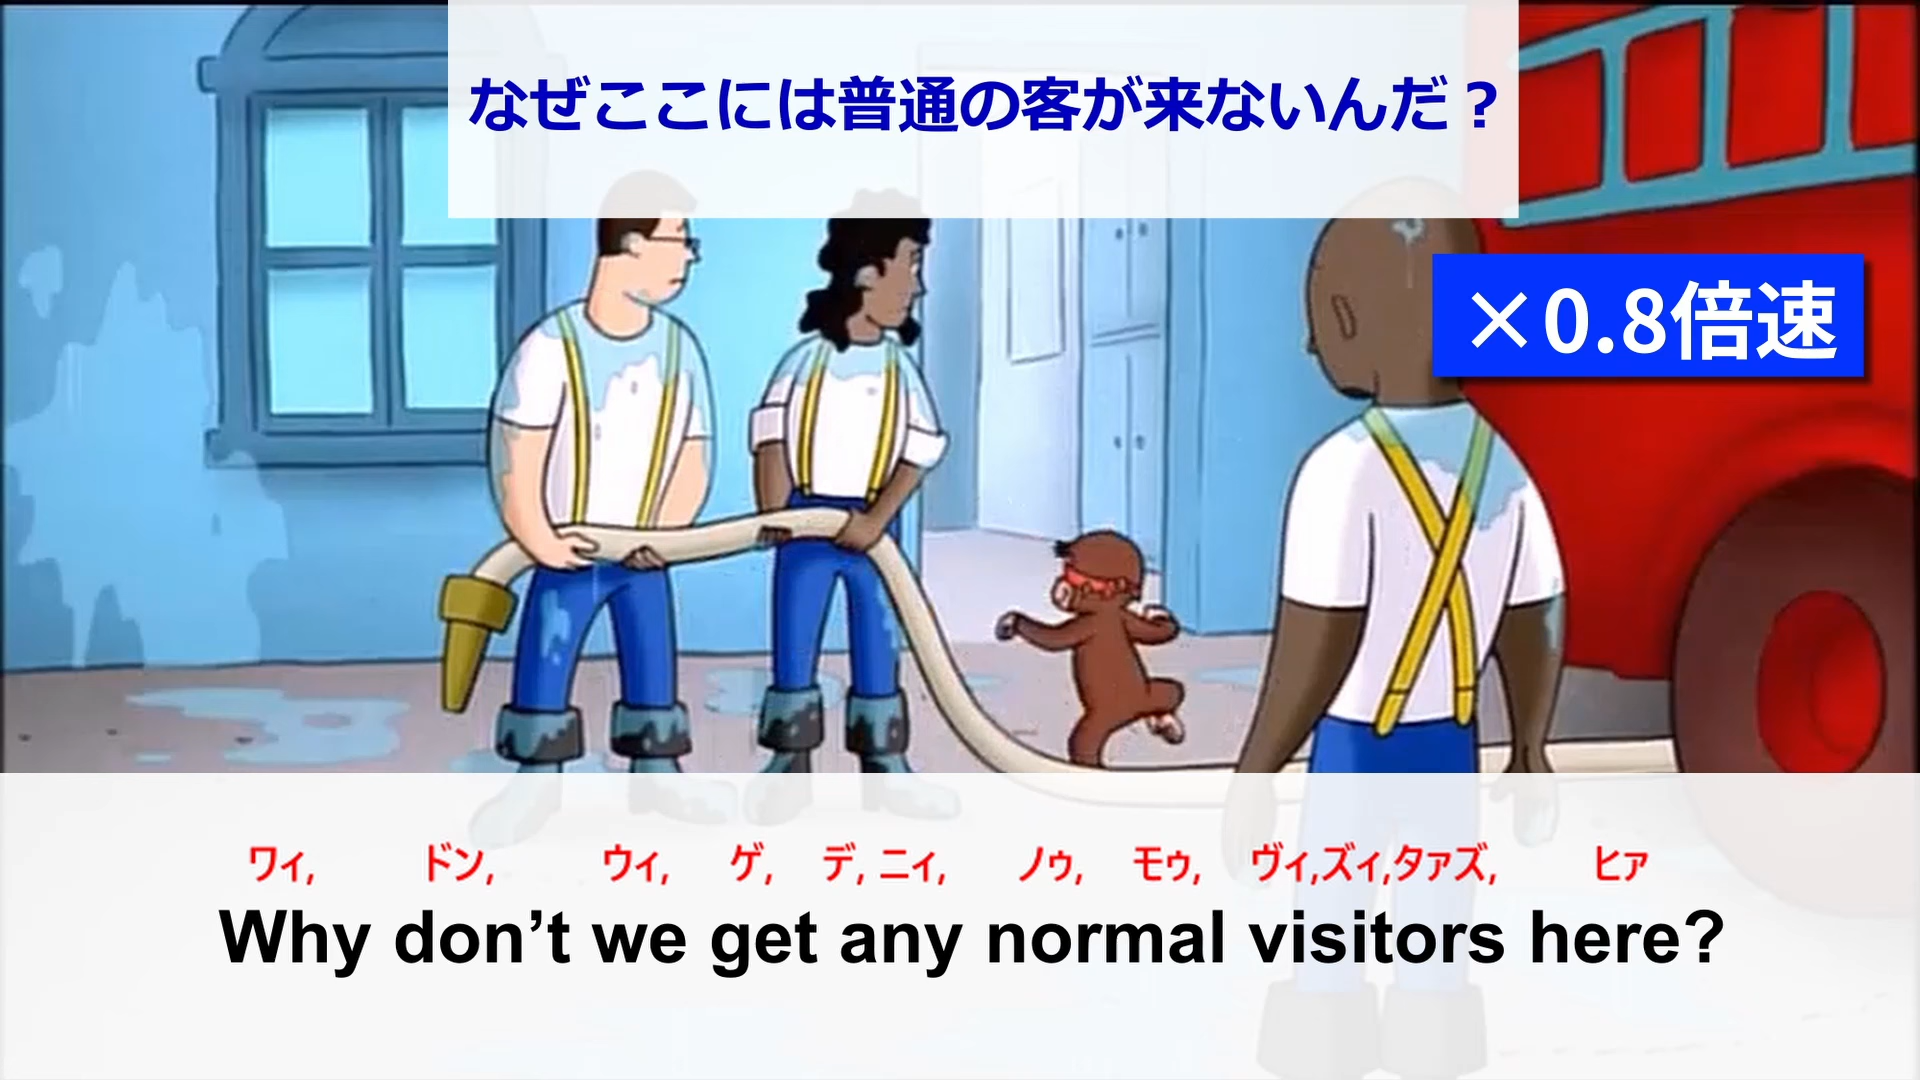 なぜここには普通の客が来ないんだ？
×0.8倍速
ワィ, ドン, ウィ, ゲ, デ, ニィ, ノゥ, モゥ, ヴィ,ズィ,タァズ, ヒァ
Why don’t we get any normal visitors here?